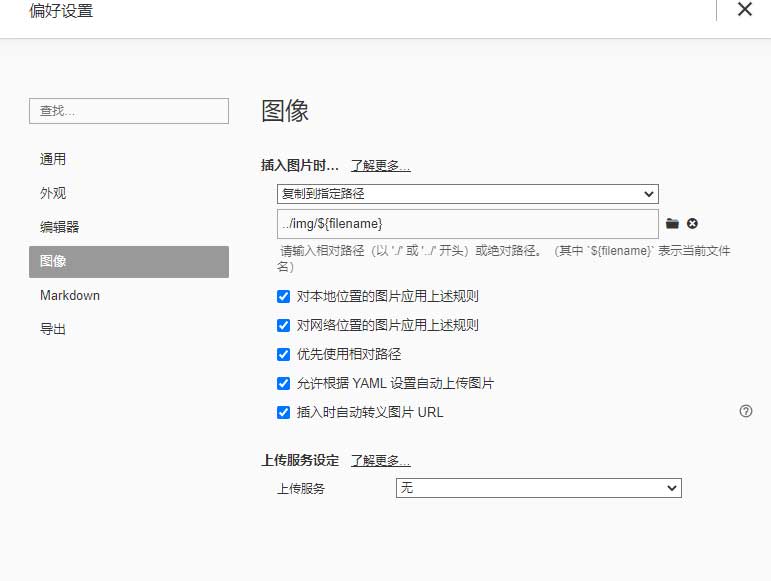 偏好设置
查找...
图像
通用
外观
编辑器
图像
Markdown
导出
插入图片时... 了解更多...
复制到指定路径
../img/${filename}
请输入相对路径（以 './' 或 '../' 开头）或绝对路径。（其中 `${filename}` 表示当前文件
名）
对本地位置的图片应用上述规则
对网络位置的图片应用上述规则
优先使用相对路径
允许根据 YAML 设置自动上传图片
插入时自动转义图片 URL
上传服务设定 了解更多...
上传服务 无